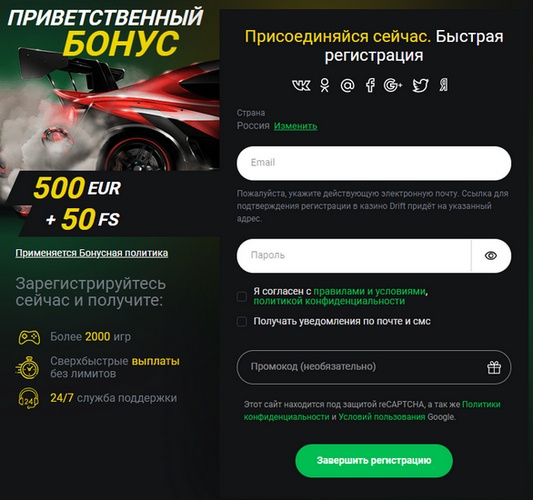 ПРИВЕТСТВЕННЫЙ
БОНУС
500 EUR
+ 50 FS
Применяется Бонусная политика
Зарегистрируйтесь
сейчас и получите:
Более 2000 игр
Сверхбыстрые выплаты
без лимитов
24
24/7 служба поддержки
Присоединяйся сейчас. Быстрая
регистрация
Страна
Россия Изменить
Email
Пожалуйста, укажите действующую электронную почту. Ссылка для
подтверждения регистрации в казино Drift придёт на указанный
адрес.
Пароль
Я согласен с правилами и условиями,
политикой конфиденциальности
Получать уведомления по почте и смс
Промокод (необязательно)
Этот сайт находится под защитой reCAPTCHA, а так же Политики
конфиденциальности и Условий пользования Google.
Завершить регистрацию